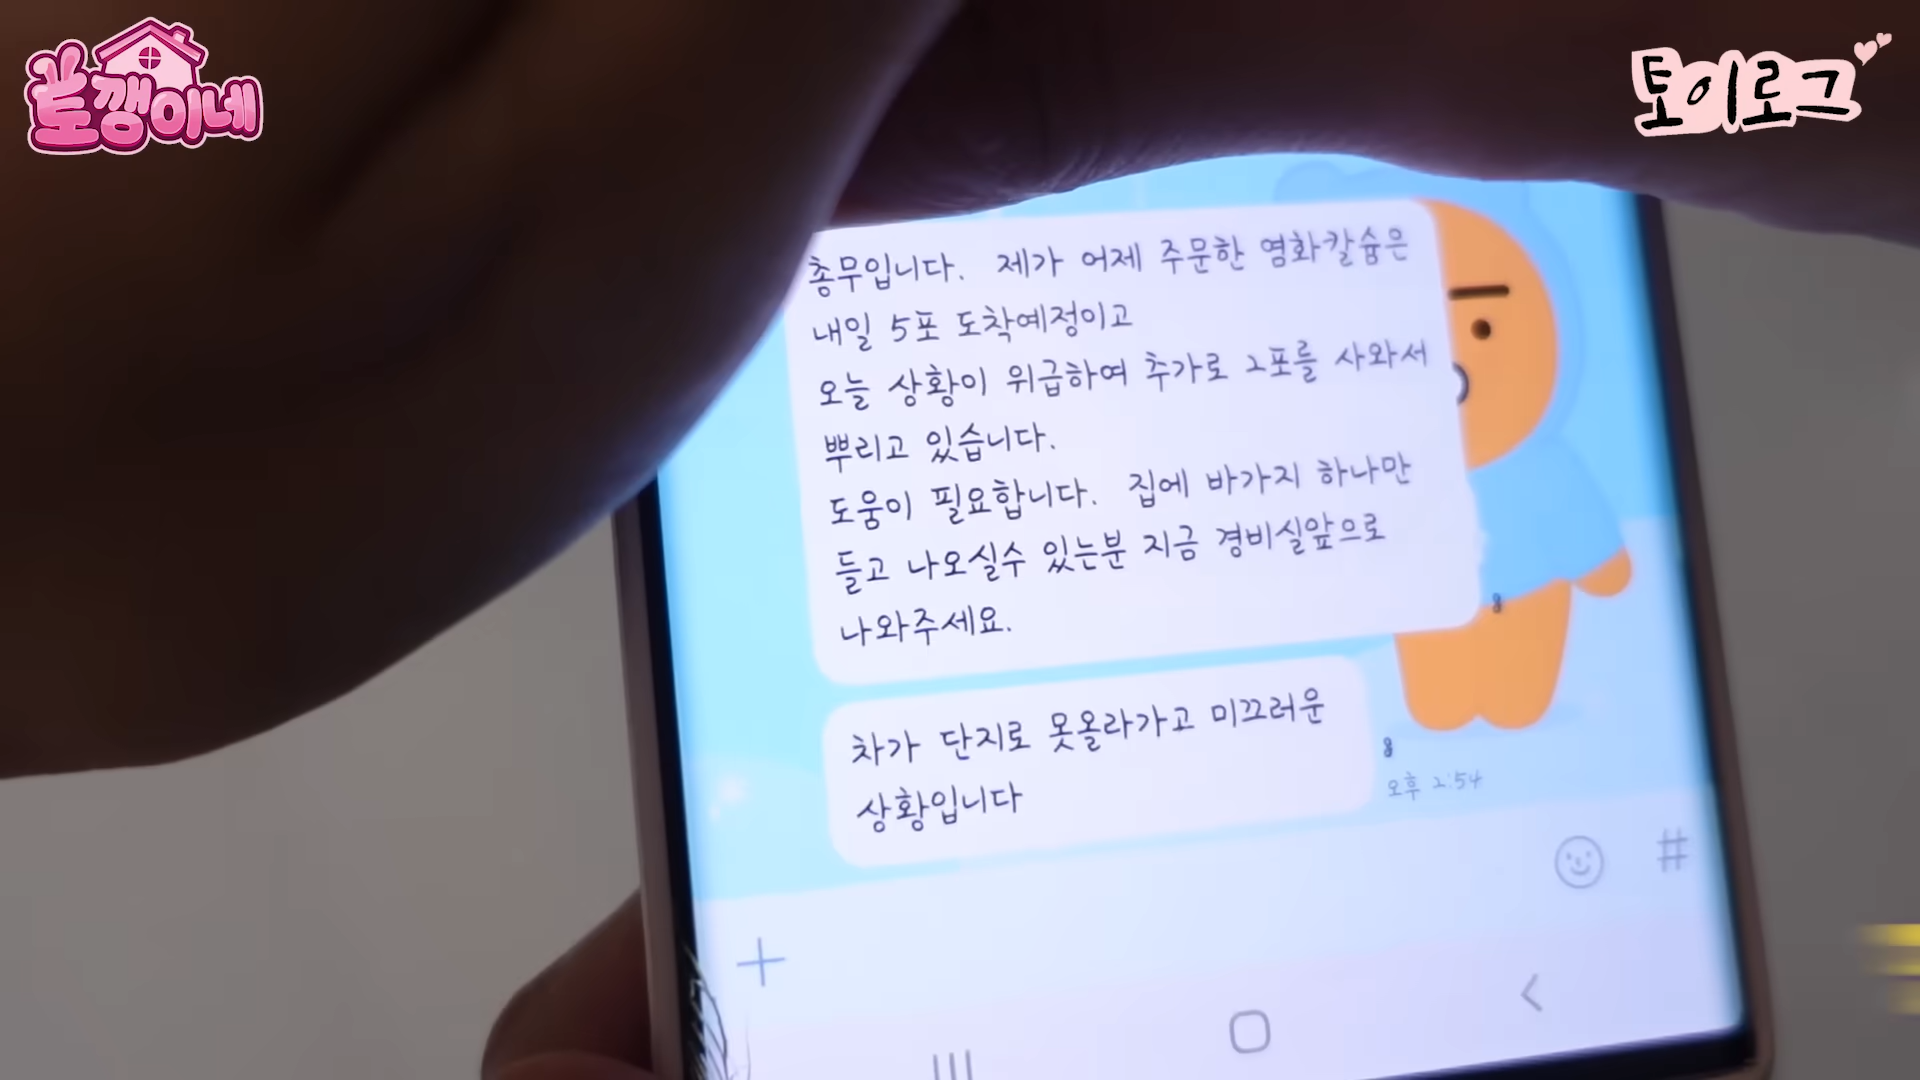 토깽이네
토이로그
총무입니다. 제가 어제 주문한 염화칼슘은
내일 5포 도착예정이고
오늘 상황이 위급하여 추가로 2포를 사와서
뿌리고 있습니다.
도움이 필요합니다. 집에 바가지 하나만
들고 나오실수 있는분 지금 경비실앞으로
나와주세요.
8
차가 단지로 못올라가고 미끄러운
상황입니다
8
오후 2:54
#